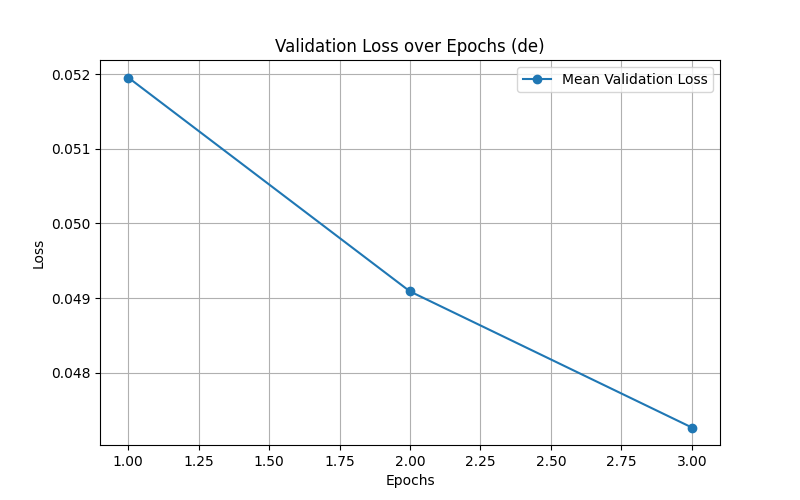 Validation Loss over Epochs (de)
Mean Validation Loss
0.052
0.051
0.050
0.049
0.048
Loss
1.00 1.25 1.50 1.75 2.00 2.25 2.50 2.75 3.00
Epochs